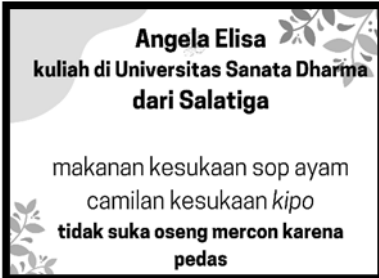 Angela Elisa
kuliah di Universitas Sanata Dharma
dari Salatiga
makanan kesukaan sop ayam
camilan kesukaan kipo
tidak suka oseng mercon karena
pedas